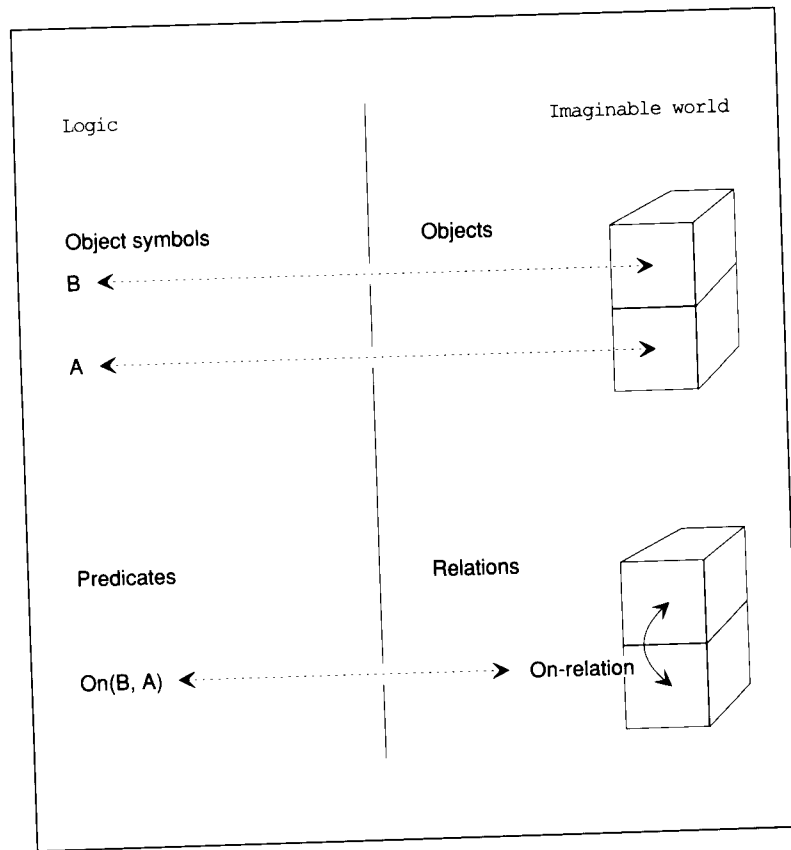 Logic
Imaginable world
Object symbols
Objects
B
A
Predicates
Relations
On(B, A)
On-relation